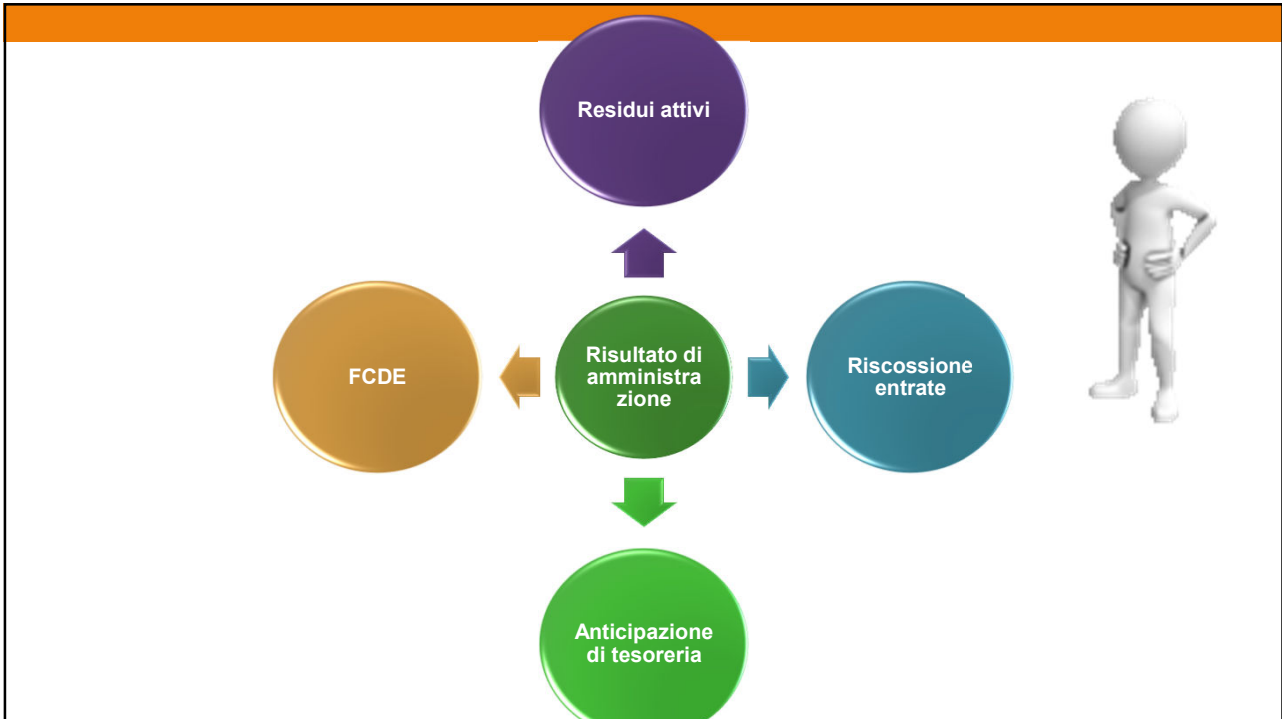 Residui attivi
FCDE
Risultato di
amministra
zione
Riscossione
entrate
Anticipazione
di tesoreria